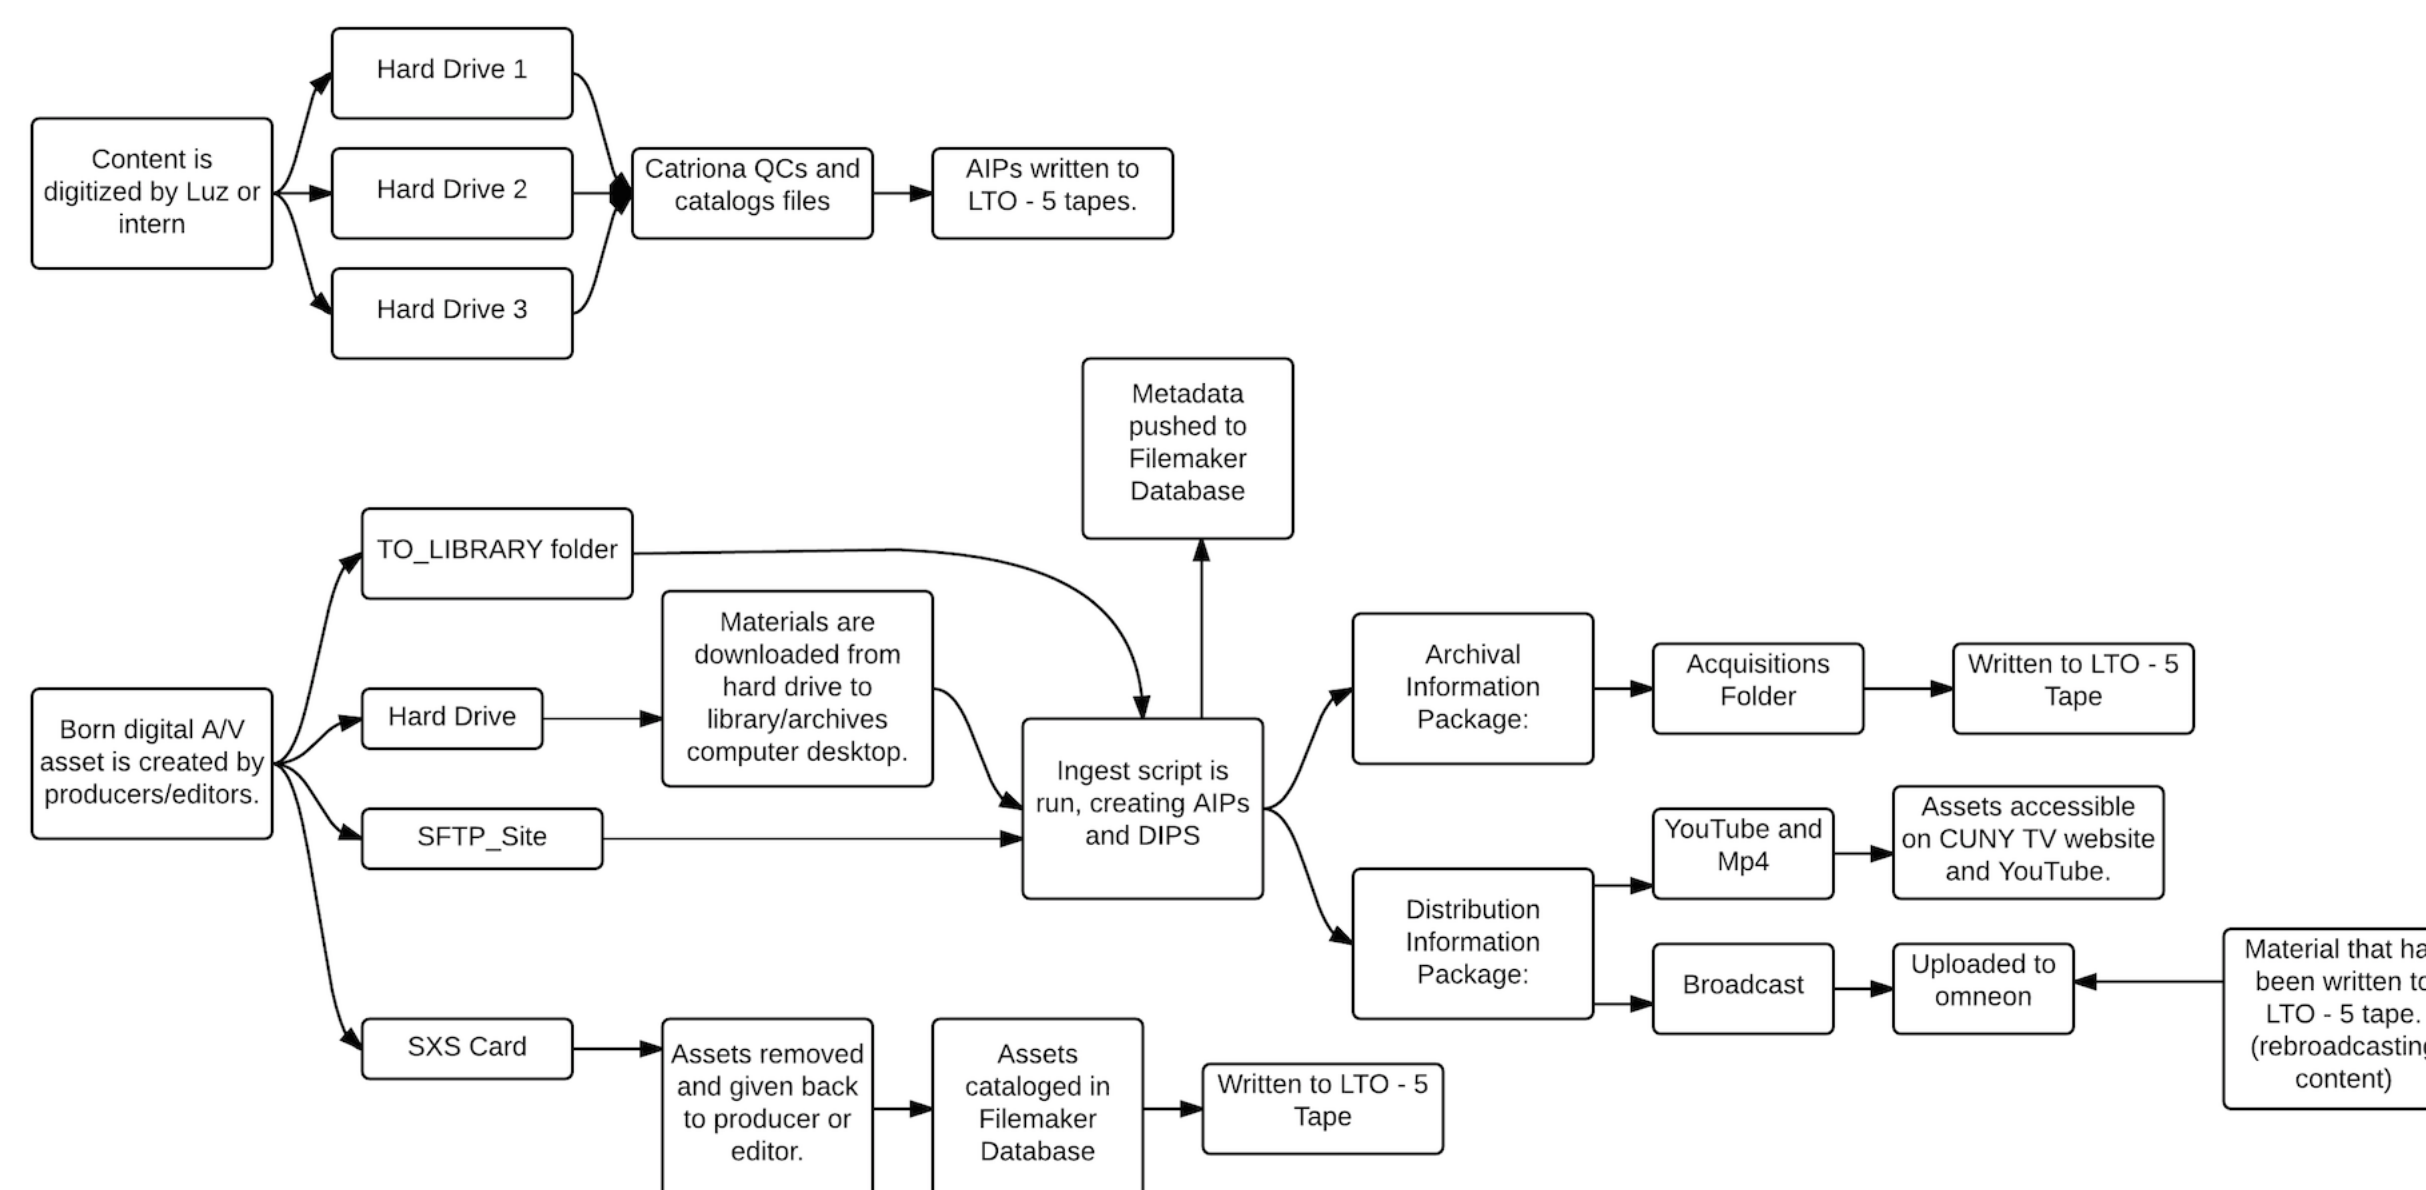 Hard Drive 1
Content is
digitized by Luz or
intern
Hard Drive 2
Hard Drive 3
Catriona QCs and
catalogs files
AIPs written to
LTO - 5 tapes.
Metadata
pushed to
Filemaker
Database
TO_LIBRARY folder
Materials are
downloaded from
hard drive to
library/archives
computer desktop.
Born digital A/V
asset is created by
producers/editors.
Hard Drive
SFTP_Site
Ingest script is
run, creating AIPs
and DIPS
Archival
Information
Package:
Acquisitions
Folder
Written to LTO - 5
Tape
YouTube and
Mp4
Assets accessible
on CUNY TV website
and YouTube.
Distribution
Information
Package:
Broadcast
Uploaded to
omneon
Material that
been written
LTO - 5 tape.
content)
SXS Card
Assets removed
and given back
to producer or
editor.
Assets
cataloged in
Filemaker
Database
Written to LTO - 5
Tape